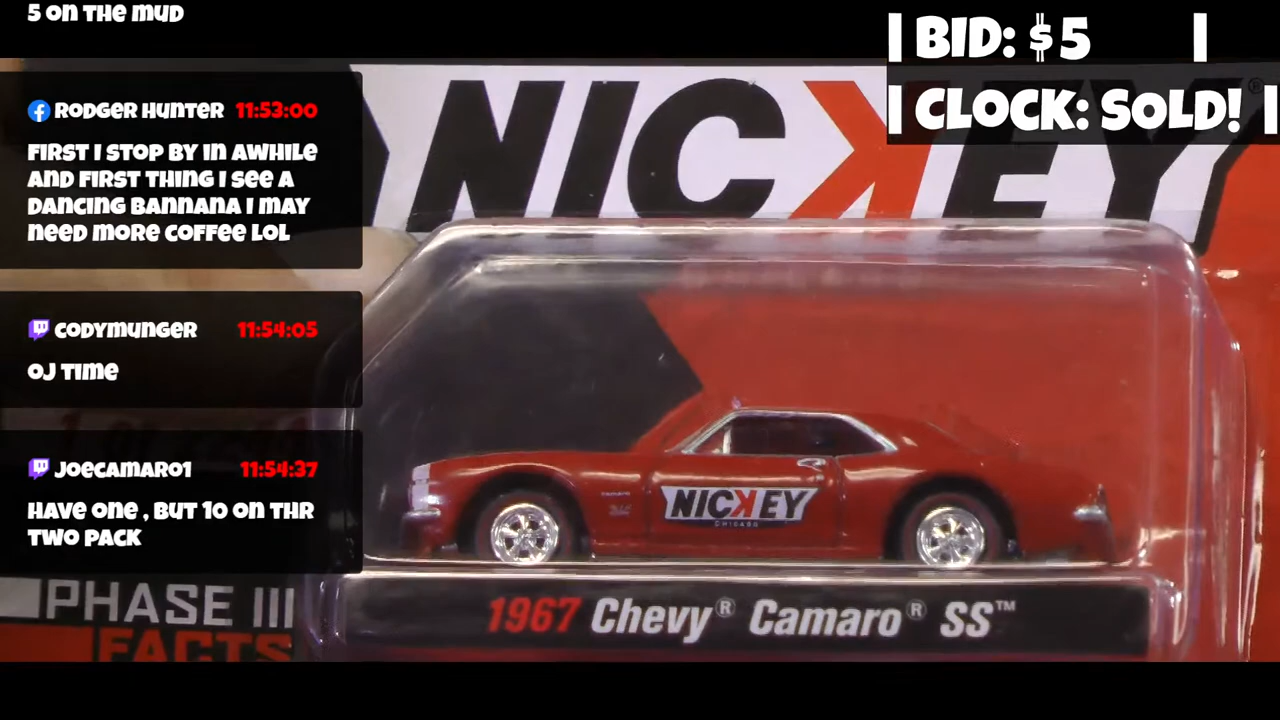 5 ON THE MUD
| BID: $5 |
| CLOCK: SOLD! |
RODGER HUNTER 11:53:00
FIRST I STOP BY IN AWHILE
AND FIRST THING I SEE A
DANCING BANNANA I MAY
NEED MORE COFFEE LOL
CODYMUNGER 11:54:05
OJ TIME
JOECAMARO1 11:54:37
HAVE ONE , BUT 10 ON THR
TWO PACK
NICKEY®
NICKEY
CHICAGO
PHASE III
FACTS
1967 Chevy® Camaro® SS™